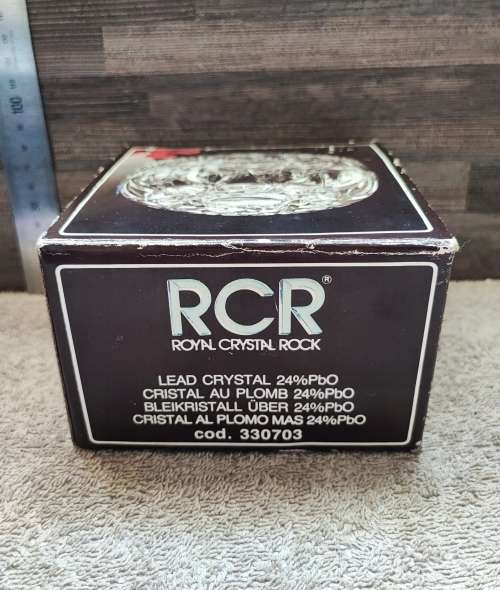 100
RCR®
ROYAL CRYSTAL ROCK
LEAD CRYSTAL 24%PbO
CRISTAL AU PLOMB 24%PbO
BLEIKRISTALL ÜBER 24%PbO
CRISTAL AL PLOMO MAS 24%PbO
cod. 330703